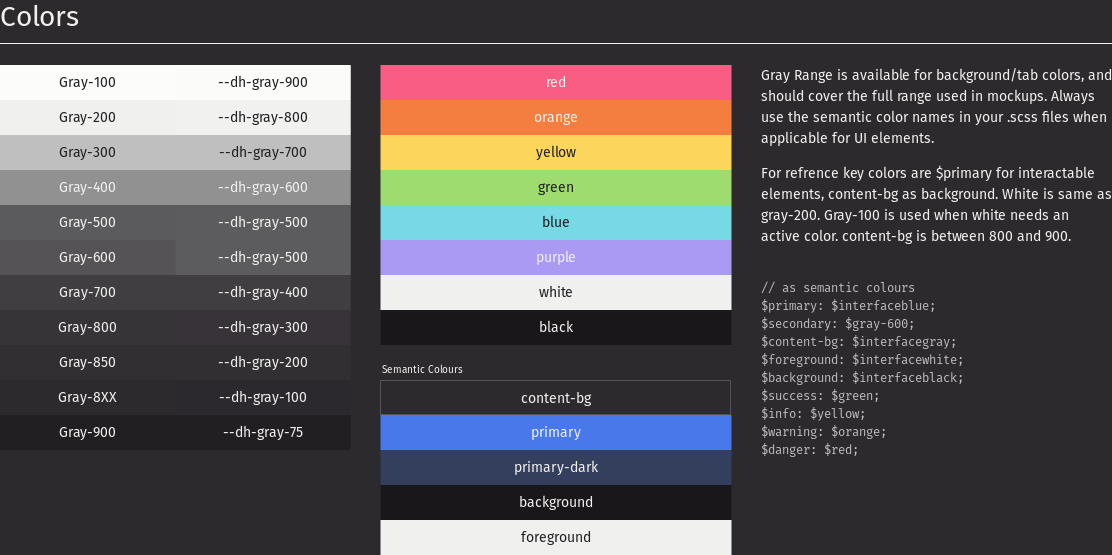 Colors
Gray-100 --dh-gray-900
Gray-200 --dh-gray-800
Gray-300 --dh-gray-700
Gray-400 --dh-gray-600
Gray-500 --dh-gray-500
Gray-600 --dh-gray-500
Gray-700 --dh-gray-400
Gray-800 --dh-gray-300
Gray-850 --dh-gray-200
Gray-8XX --dh-gray-100
Gray-900 --dh-gray-75
red
orange
yellow
green
blue
purple
white
black
Semantic Colours
content-bg
primary
primary-dark
background
foreground
Gray Range is available for background/tab colors, and
should cover the full range used in mockups. Always
use the semantic color names in your .scss files when
applicable for UI elements.
For refrence key colors are $primary for interactable
elements, content-bg as background. White is same as
gray-200. Gray-100 is used when white needs an
active color. content-bg is between 800 and 900.
// as semantic colours
$primary: $interfaceblue;
$secondary: $gray-600;
$content-bg: $interfacegray;
$foreground: $interfacewhite;
$background: $interfaceblack;
$success: $green;
$info: $yellow;
$warning: $orange;
$danger: $red;